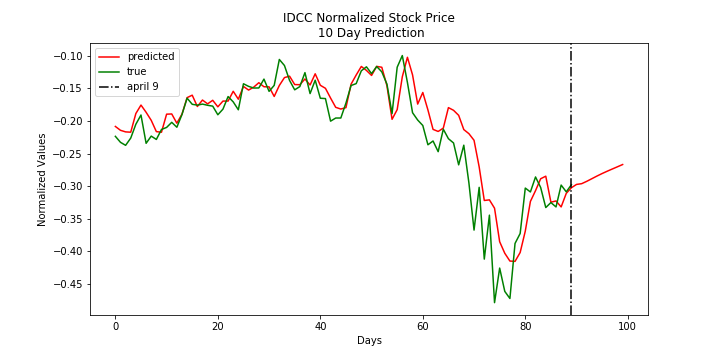 IDCC Normalized Stock Price
10 Day Prediction
predicted
true
april 9
−0.10
−0.15
−0.20
−0.25
−0.30
−0.35
−0.40
−0.45
Normalized Values
0 20 40 60 80 100
Days